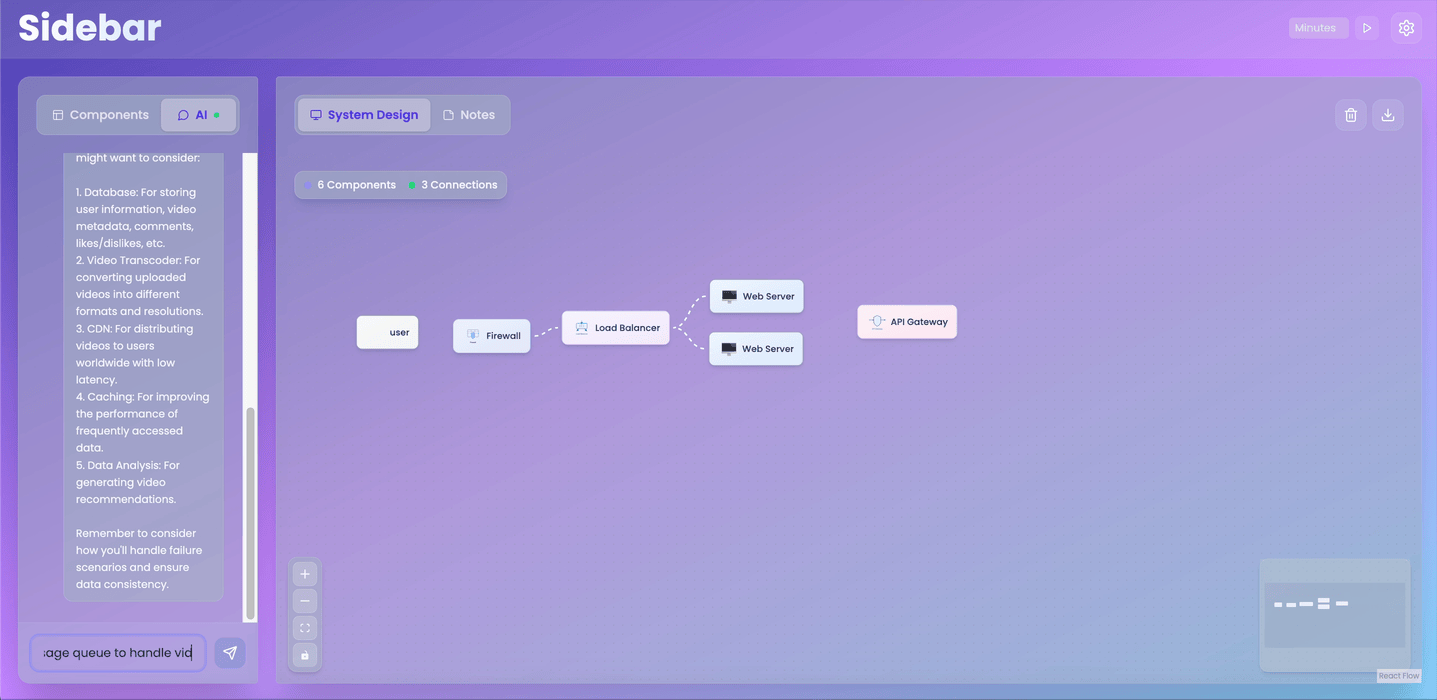 Sidebar
Minutes
Components
AI
System Design
Notes
might want to consider:
1. Database: For storing
user information, video
metadata, comments,
likes/dislikes, etc.
2. Video Transcoder: For
converting uploaded
videos into different
formats and resolutions.
3. CDN: For distributing
videos to users
worldwide with low
latency.
4. Caching: For improving
the performance of
frequently accessed
data.
5. Data Analysis: For
generating video
recommendations.
Remember to consider
how you'll handle failure
scenarios and ensure
data consistency.
sage queue to handle vid
6 Components
3 Connections
user
Firewall
Load Balancer
Web Server
Web Server
API Gateway
React Flow